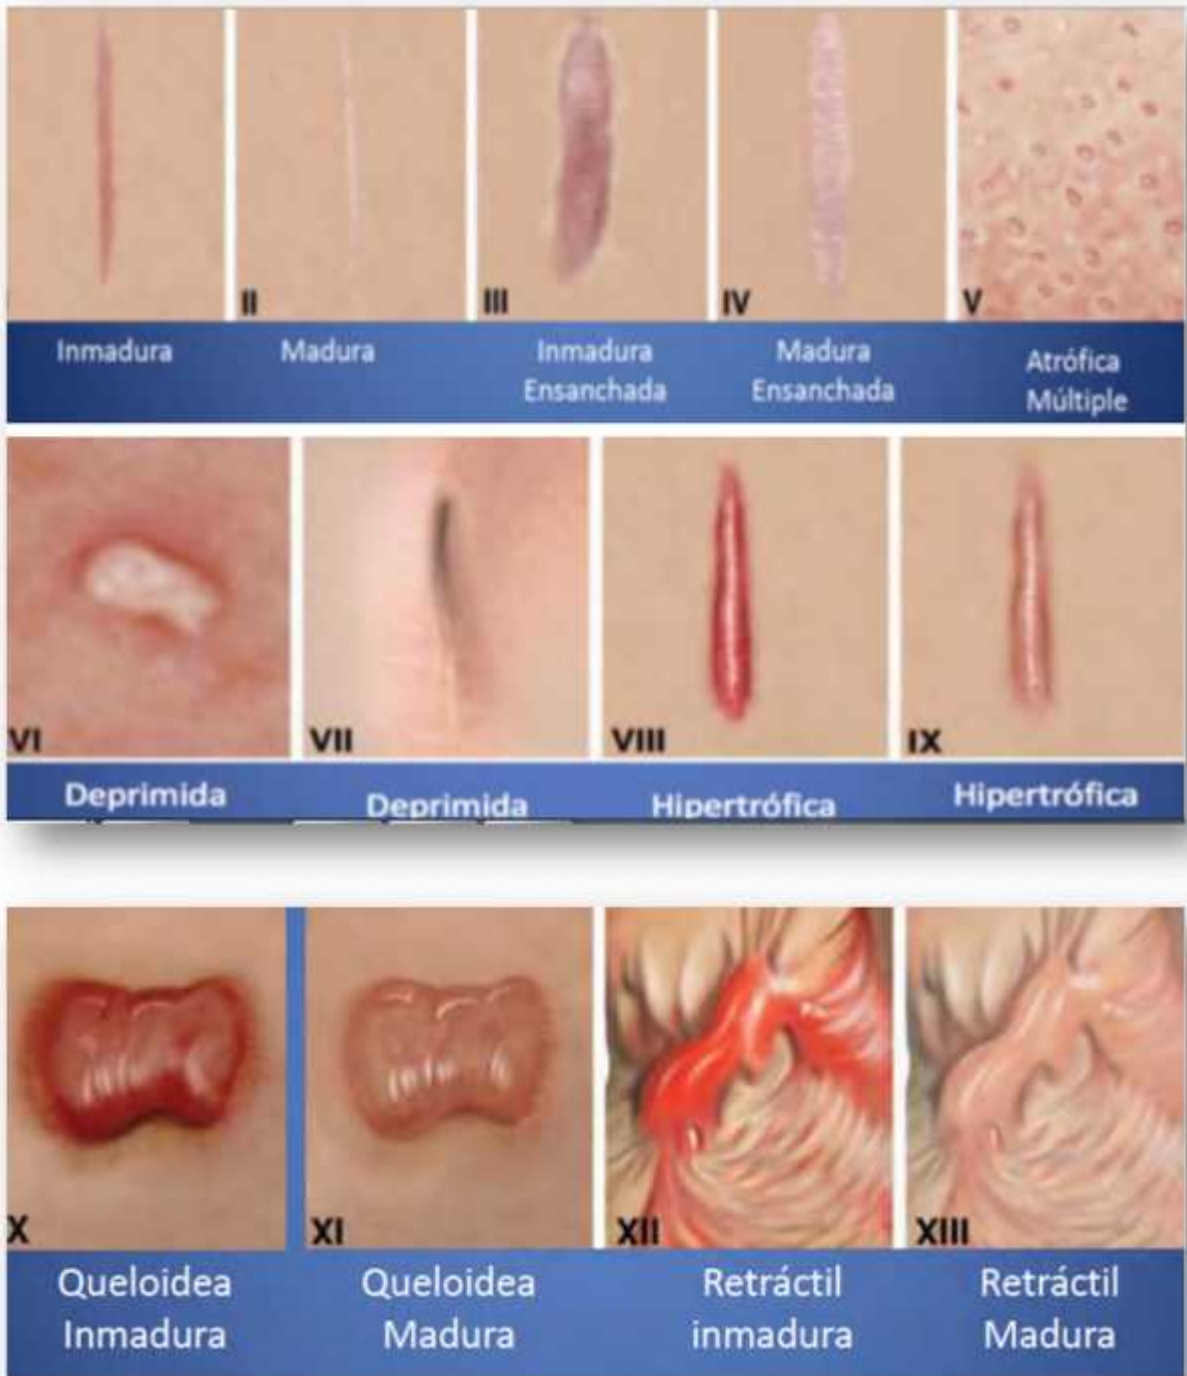 II
III
IV
V
Inmadura
Madura
Inmadura
Ensanchada
Madura
Ensanchada
Atrófica
Múltiple
VI
VII
VIII
IX
Deprimida
Deprimida
Hipertrófica
Hipertrófica
X
XI
XII
XIII
Queloidea
Inmadura
Queloidea
Madura
Retráctil
inmadura
Retráctil
Madura